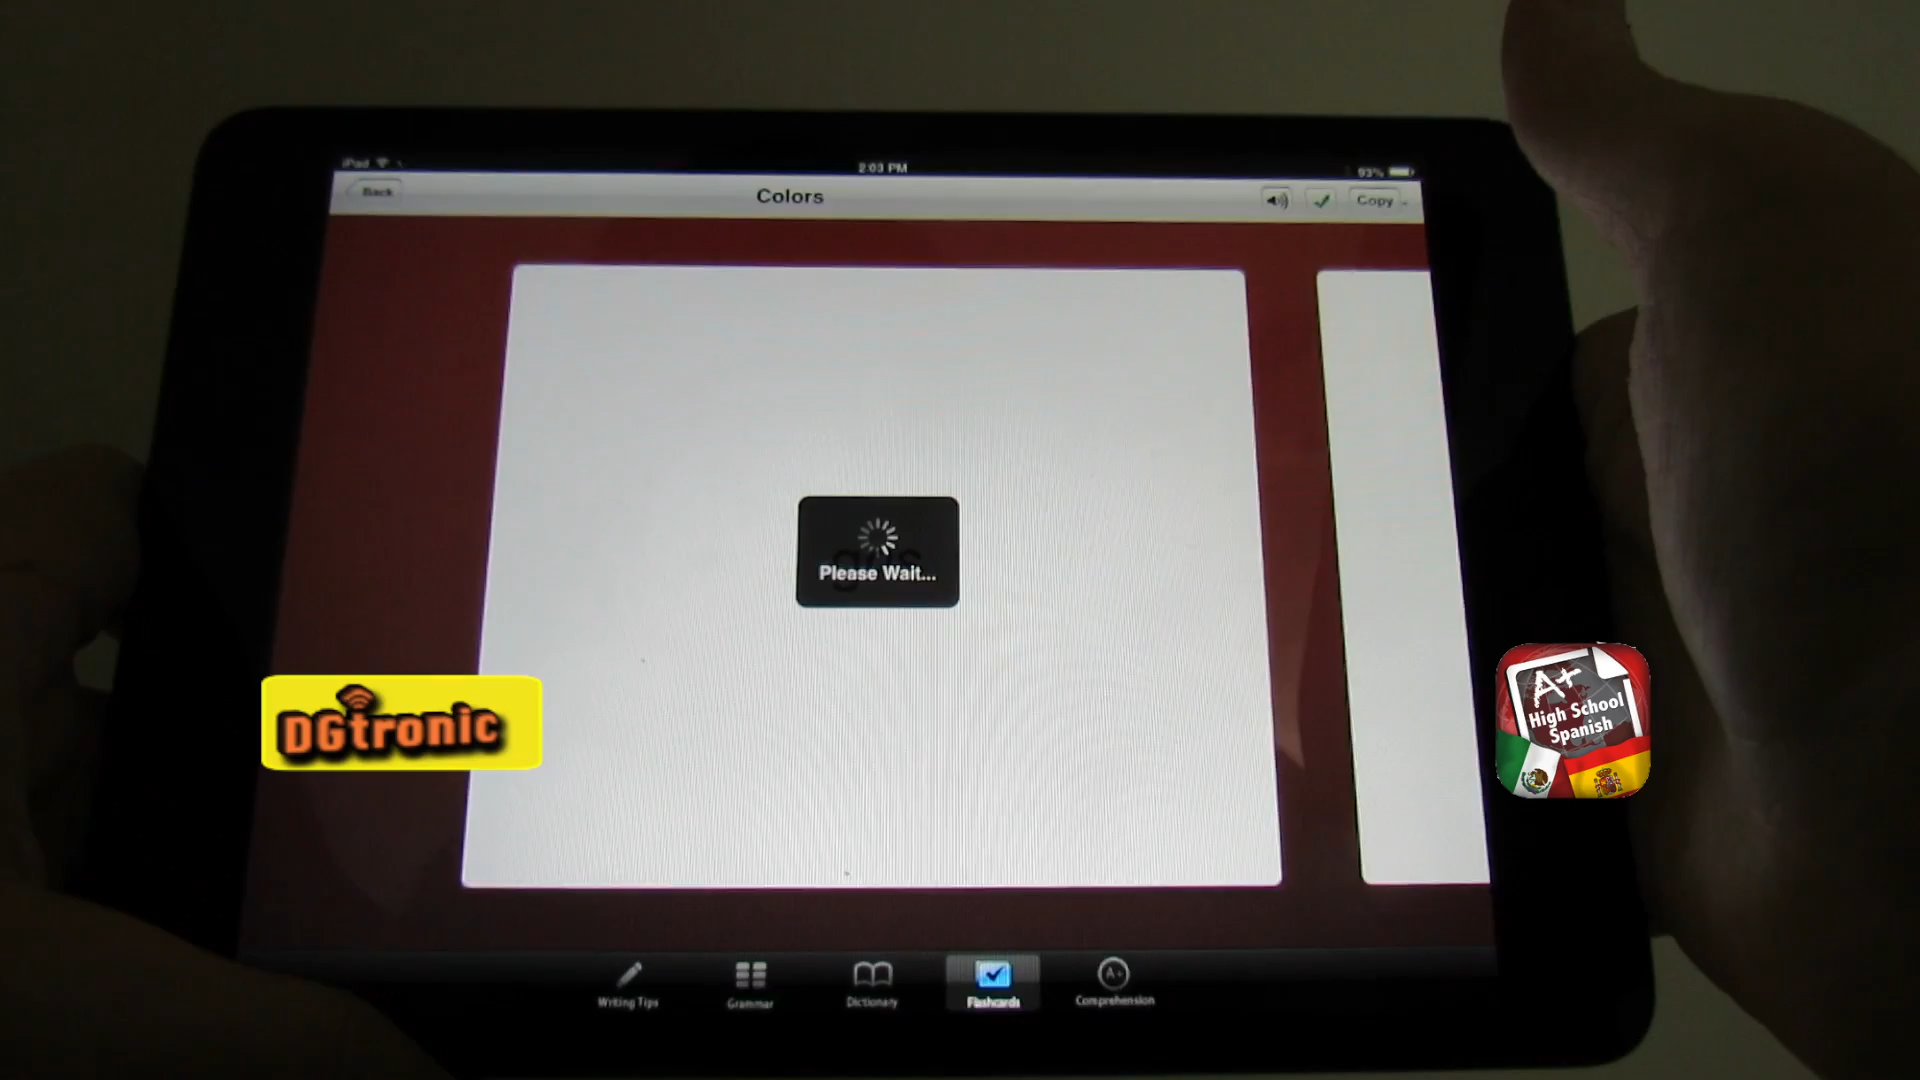 iPad
2:03 PM
93%
Back
Colors
Copy
gris
Please Wait...
DGtronic
A+
High School
Spanish
Writing Tips
Grammar
Dictionary
Flashcards
A+
Comprehension